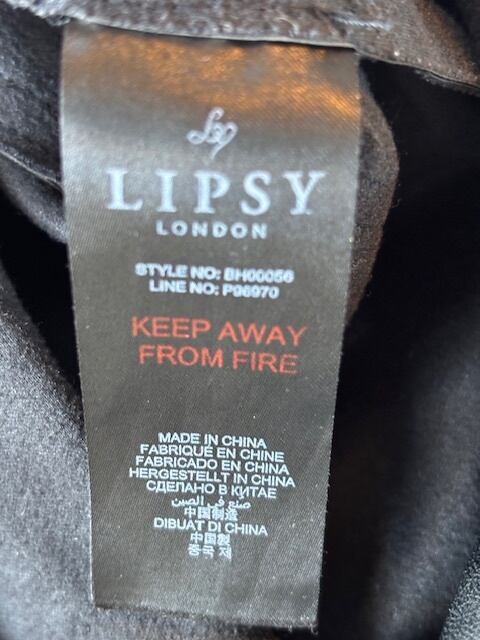 LIPSY
LONDON
STYLE NO: BH00056
LINE NO: P96970
KEEP AWAY
FROM FIRE
MADE IN CHINA
FABRIQUÉ EN CHINE
FABRICADO EN CHINA
HERGESTELLT IN CHINA
СДЕЛАНО В КИТАЕ
صنع في الصين
中国制造
DIBUAT DI CHINA
中国製
중국 제